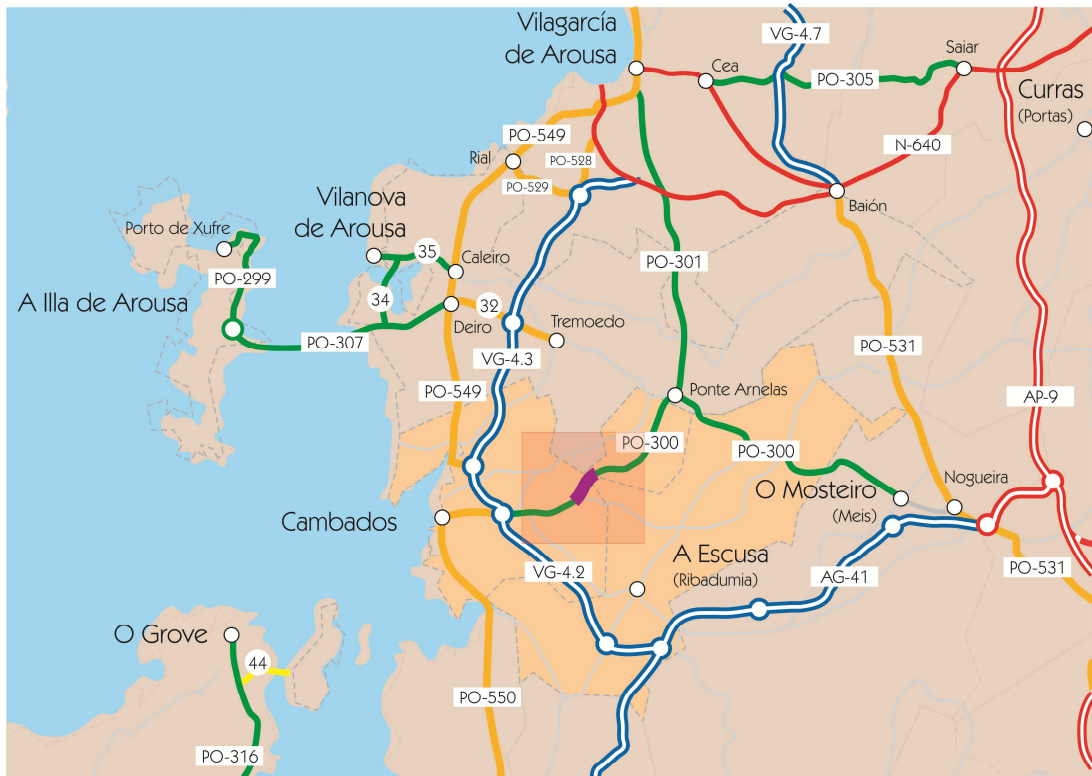 Vilagarcía
de Arousa
VG-4.7
Saiar
Cea
PO-305
Curras
(Portas)
PO-549
N-640
Rial
PO-528
PO-529
Vilanova
de Arousa
Baión
Porto de Xufre
35
Caleiro
PO-301
PO-299
A Illa de Arousa
34
32
Deiro
Tremoedo
PO-307
VG-4.3
PO-531
PO-549
Ponte Arnelas
AP-9
PO-300
PO-300
O Mosteiro
(Meis)
Nogueira
Cambados
A Escusa
(Ribadumia)
VG-4.2
AG-41
PO-531
O Grove
44
PO-550
PO-316